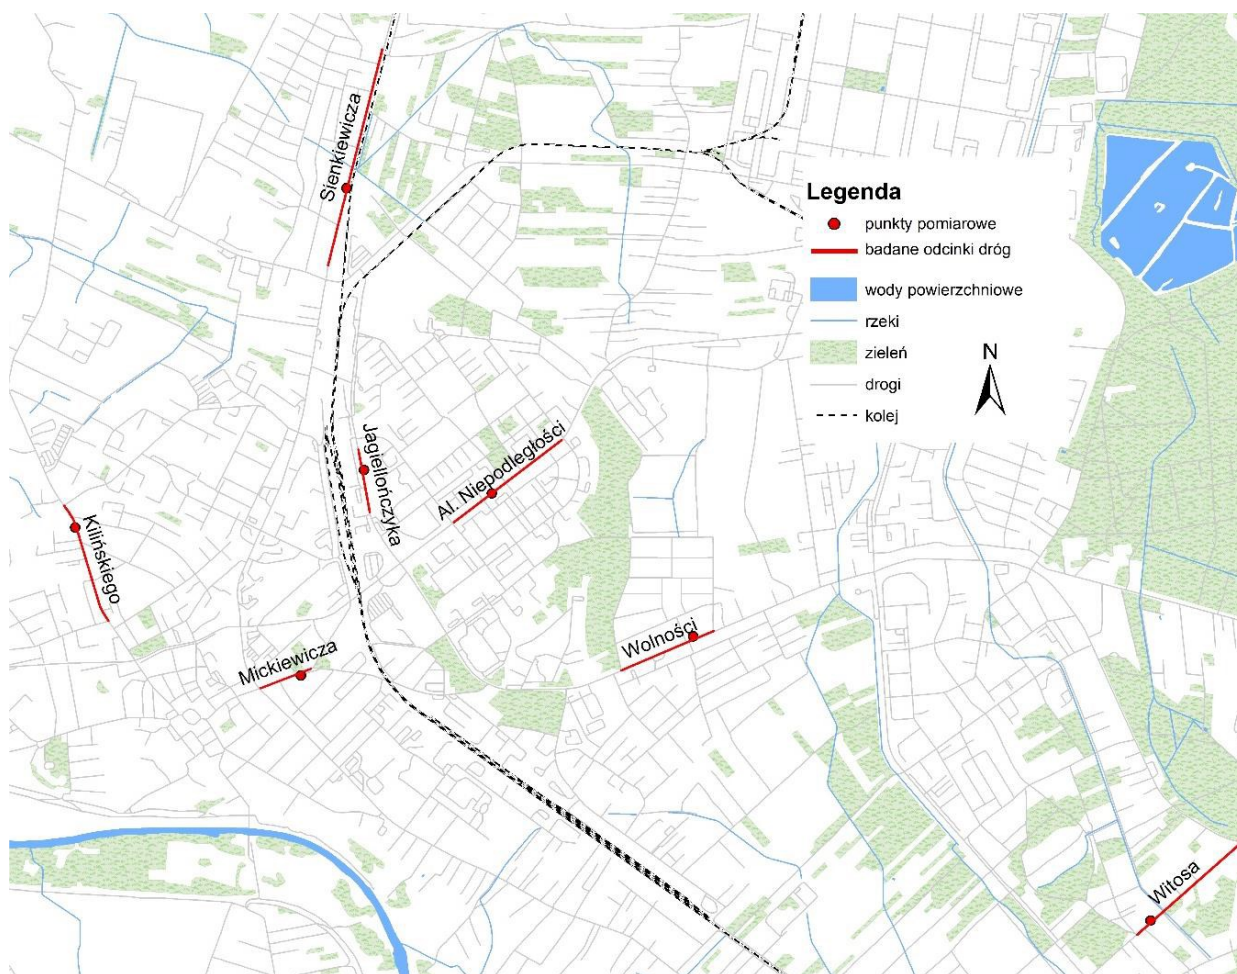 Sienkiewicza
Legenda
punkty pomiarowe
badane odcinki dróg
wody powierzchniowe
rzeki
zieleń
drogi
kolej
N
Jagiellończyka
Al. Niepodległości
Kilińskiego
Wolności
Mickiewicza
Witosa